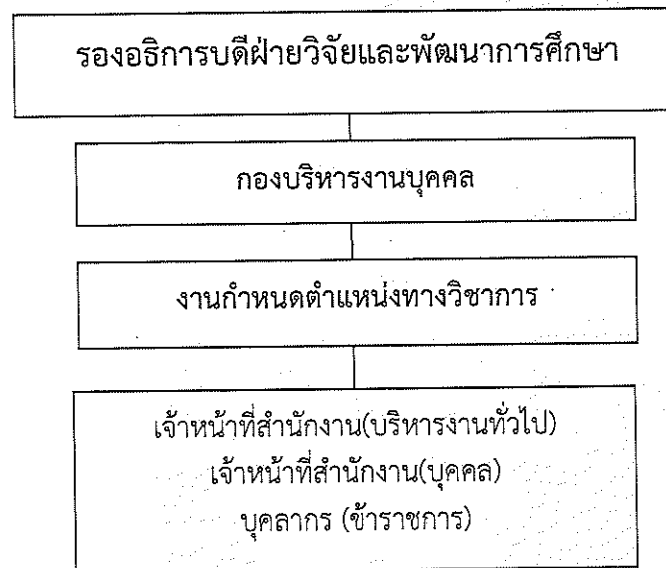 รองอธิการบดีฝ่ายวิจัยและพัฒนาการศึกษา
กองบริหารงานบุคคล
งานกำหนดตำแหน่งทางวิชาการ
เจ้าหน้าที่สำนักงาน(บริหารงานทั่วไป)
เจ้าหน้าที่สำนักงาน(บุคคล)
บุคลากร (ข้าราชการ)